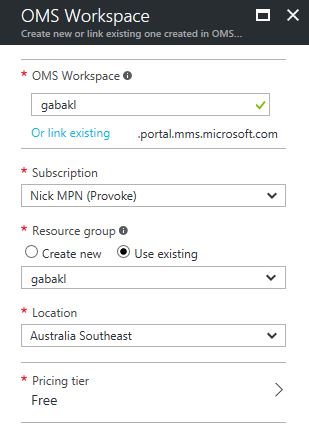 OMS Workspace
Create new or link existing one created in OMS...
* OMS Workspace
gabakl
Or link existing .portal.mms.microsoft.com
* Subscription
Nick MPN (Provoke)
* Resource group
Create new Use existing
gabakl
* Location
Australia Southeast
* Pricing tier
Free